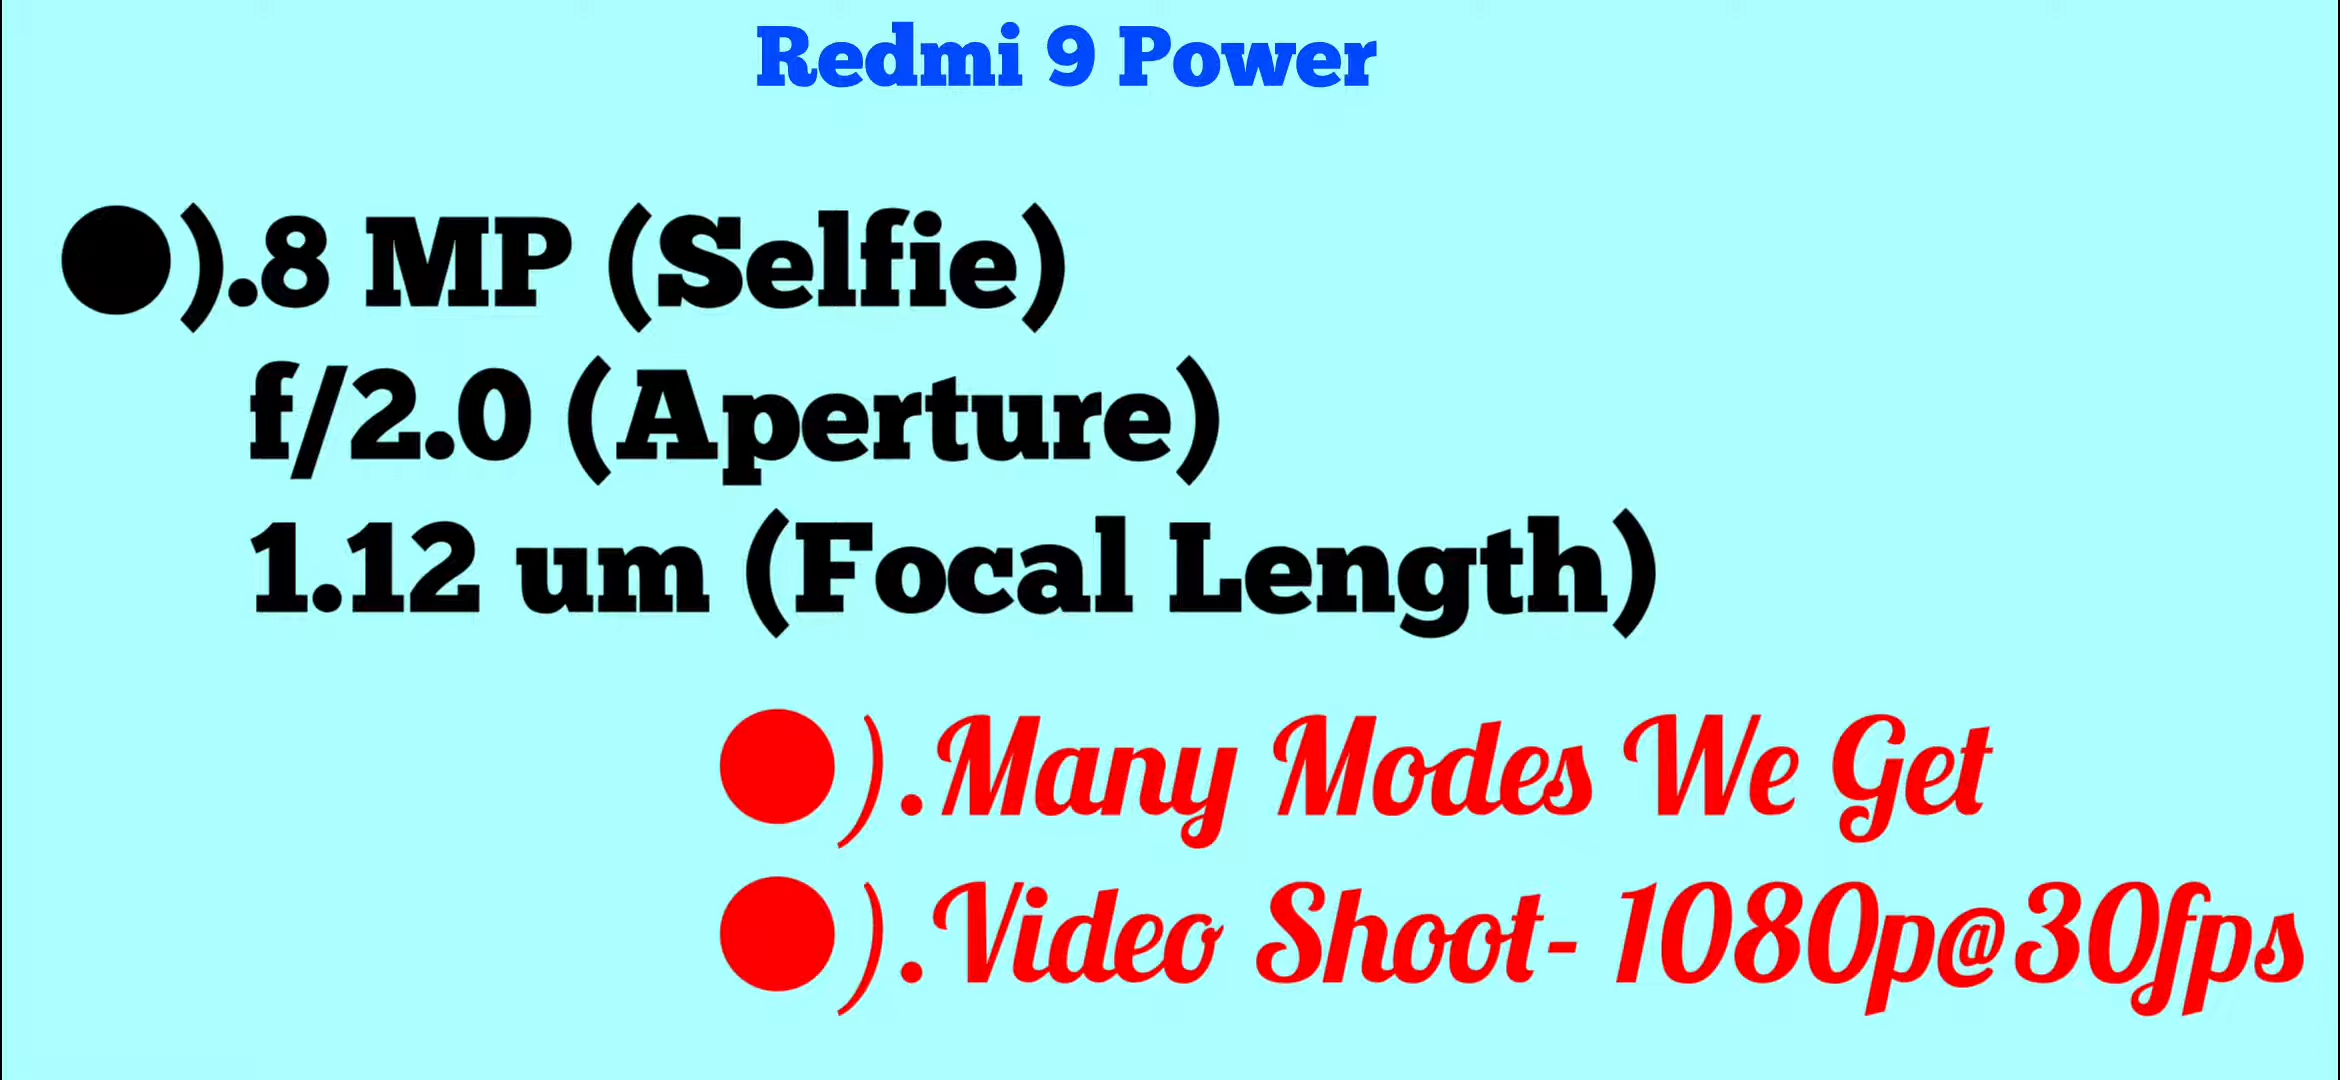 Redmi 9 Power
●).8 MP (Selfie)
f/2.0 (Aperture)
1.12 um (Focal Length)
●).Many Modes We Get
●).Video Shoot- 1080p@30fps